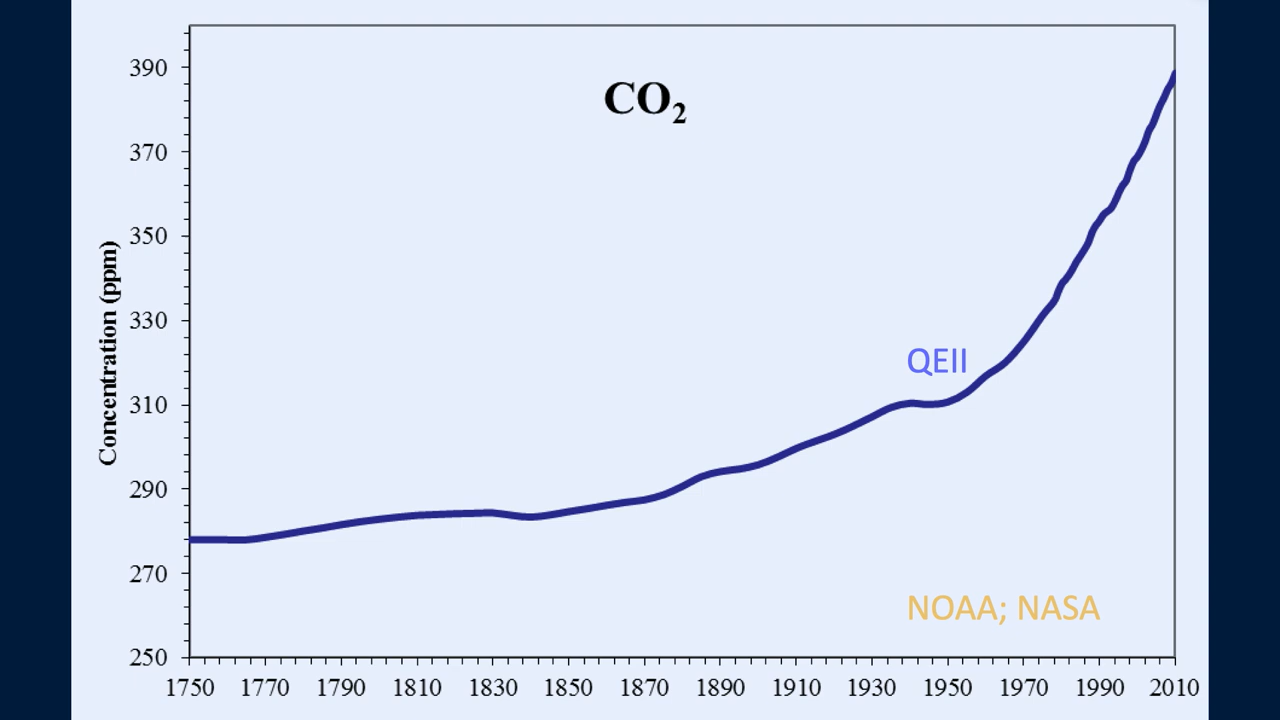 CO₂
Concentration (ppm)
390
370
350
330
310
290
270
250
QEII
NOAA; NASA
1750 1770 1790 1810 1830 1850 1870 1890 1910 1930 1950 1970 1990 2010